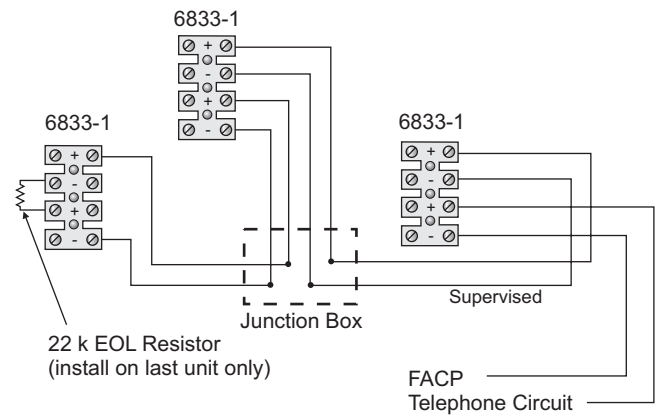 6833-1
+
-
+
-
6833-1
+
-
+
-
6833-1
+
-
+
-
Junction Box
Supervised
22 k EOL Resistor
(install on last unit only)
FACP
Telephone Circuit